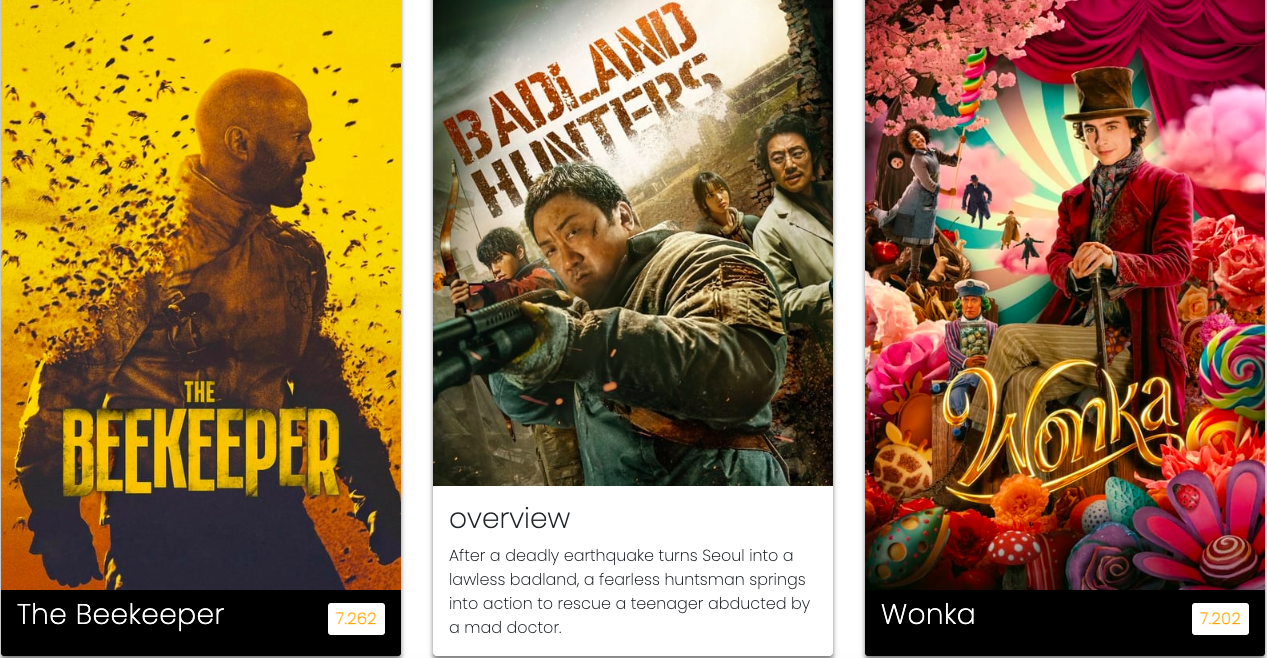 THE
BEEKEEPER
The Beekeeper
7.262
BADLAND
HUNTERS
overview
After a deadly earthquake turns Seoul into a
lawless badland, a fearless huntsman springs
into action to rescue a teenager abducted by
a mad doctor.
Wonka
Wonka
7.202